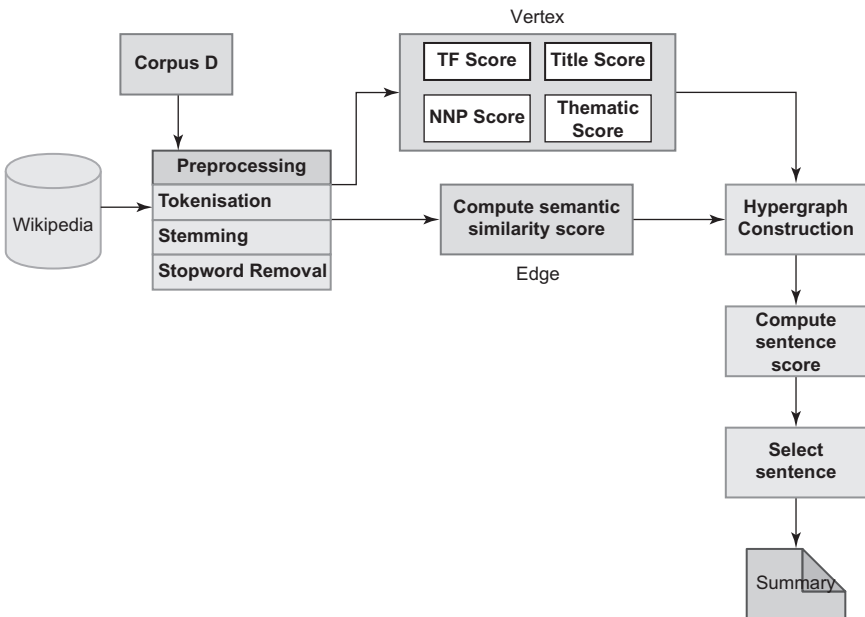 Vertex
Corpus D
TF Score
Title Score
NNP Score
Thematic
Score
Preprocessing
Tokenisation
Stemming
Stopword Removal
Wikipedia
Compute semantic
similarity score
Edge
Hypergraph
Construction
Compute
sentence
score
Select
sentence
Summary